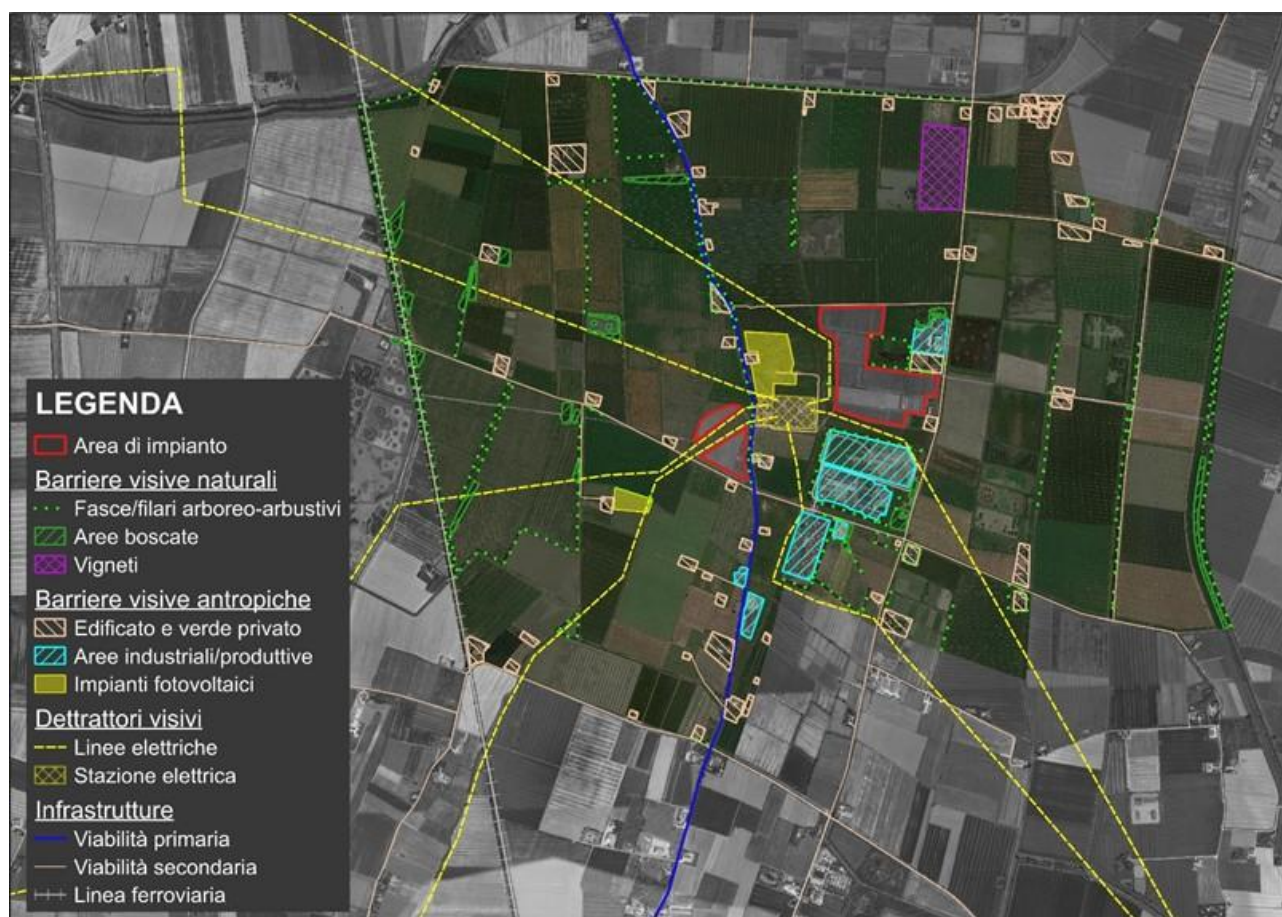 LEGENDA
Area di impianto
Barriere visive naturali
Fasce/filari arboreo-arbustivi
Aree boscate
Vigneti
Barriere visive antropiche
Edificato e verde privato
Aree industriali/produttive
Impianti fotovoltaici
Dettrattori visivi
Linee elettriche
Stazione elettrica
Infrastrutture
Viabilità primaria
Viabilità secondaria
Linea ferroviaria